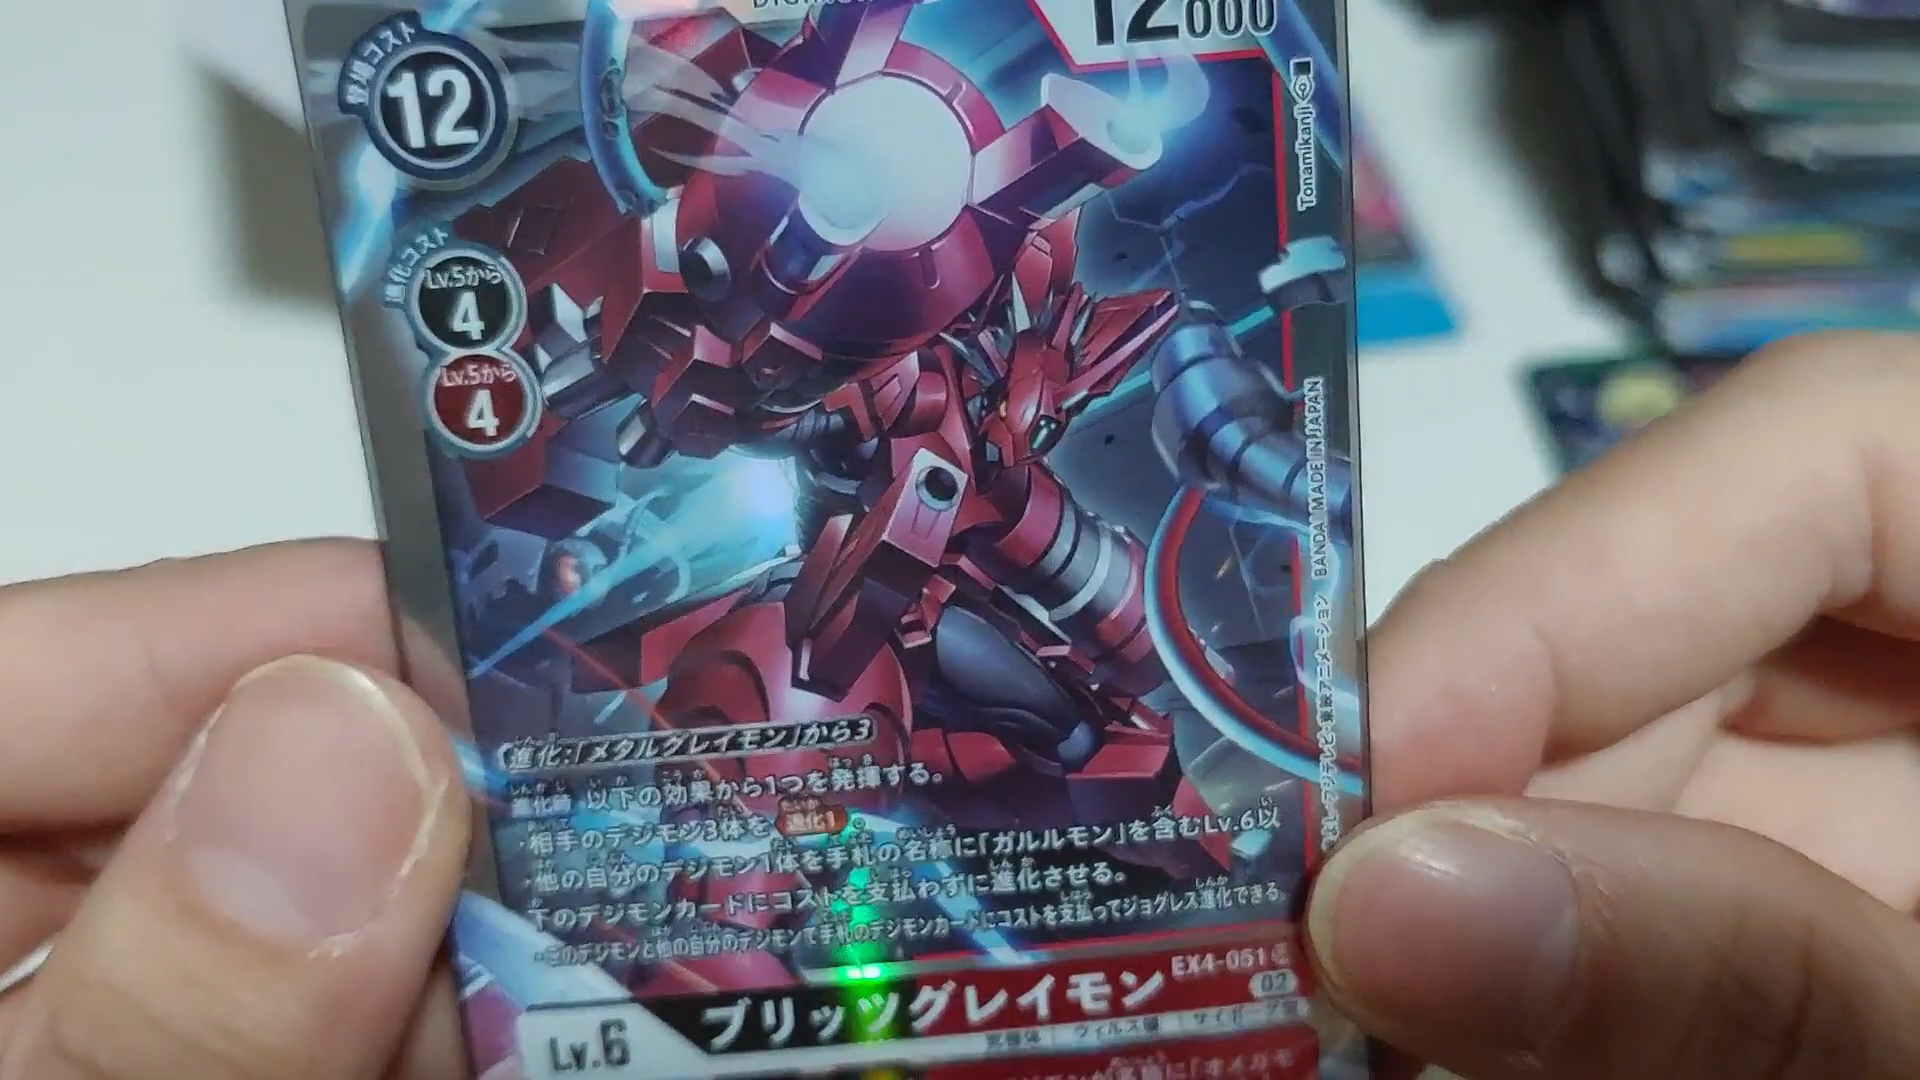 12000
登場コスト
12
進化コスト
Lv.5から
4
Lv.5から
4
Tonamikanji
BANDAI MADE IN JAPAN
フジテレビ・東映アニメーション
進化:「メタルグレイモン」から3
進化時 以下の効果から1つを発揮する。
・相手のデジモン3体を 退化1 。
・他の自分のデジモン1体を手札の名称に「ガルルモン」を含むLv.6以
下のデジモンカードにコストを支払わずに進化させる。
・このデジモンと他の自分のデジモンで手札のデジモンカードにコストを支払ってジョグレス進化できる。
EX4-051
02
ブリッツグレイモン
Lv.6
究極体 ウィルス種 サイボーグ型